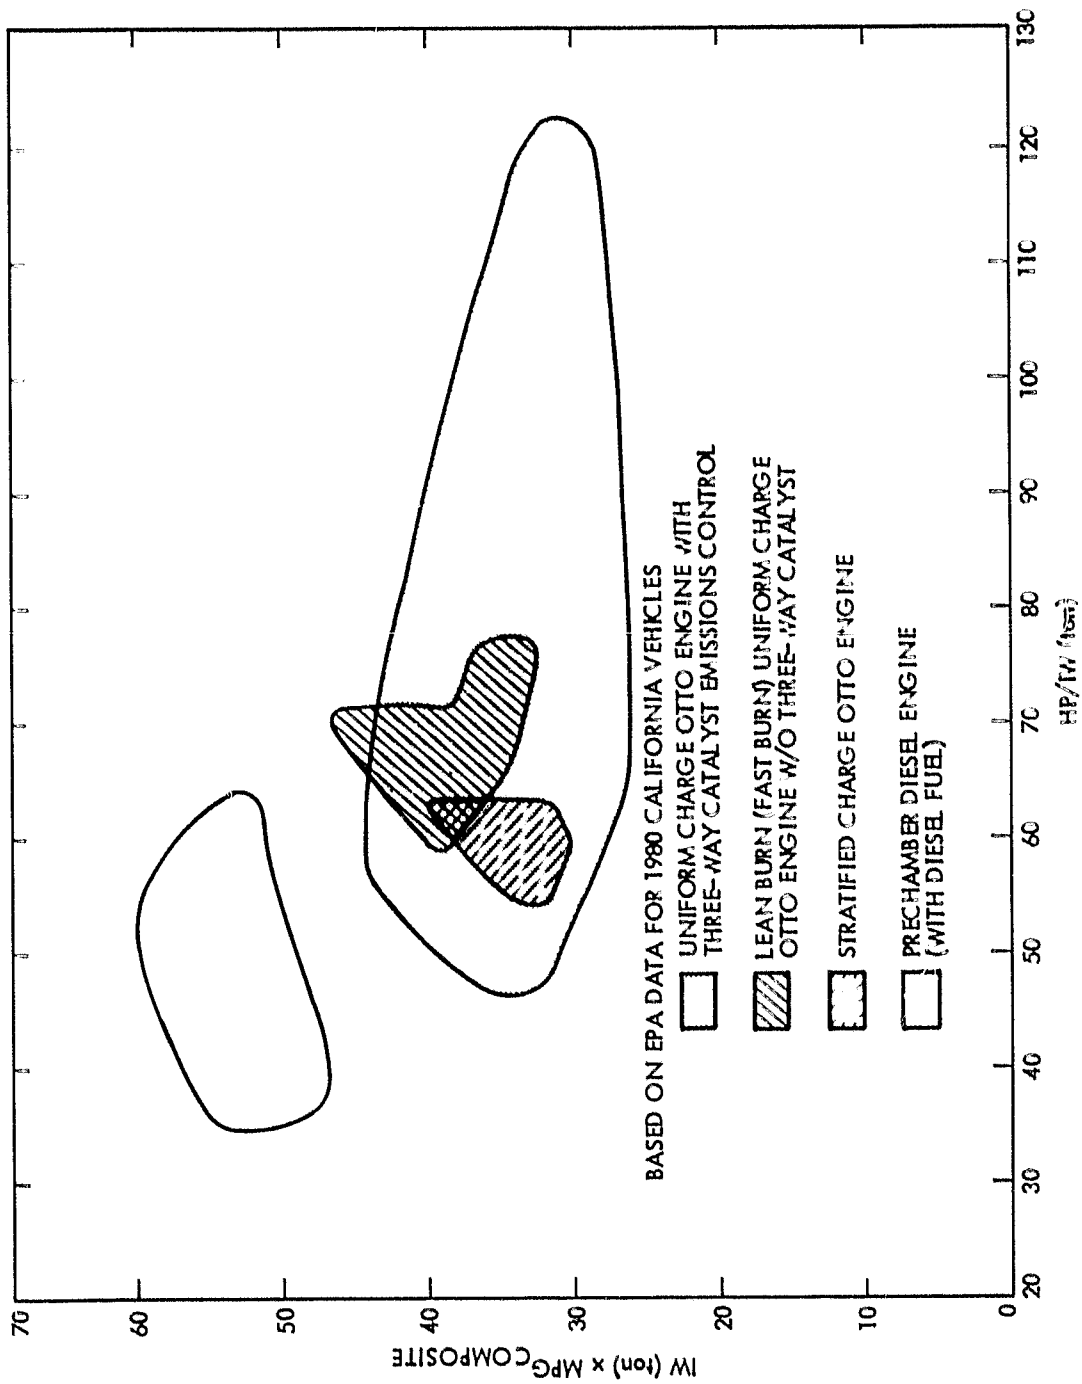 IW (ton) x MPG COMPOSITE
70
60
50
40
30
20
10
0
BASED ON EPA DATA FOR 1980 CALIFORNIA VEHICLES
UNIFORM CHARGE OTTO ENGINE WITH
THREE-WAY CATALYST EMISSIONS CONTROL
LEAN BURN (FAST BURN) UNIFORM CHARGE
OTTO ENGINE W/O THREE-WAY CATALYST
STRATIFIED CHARGE OTTO ENGINE
PRECHAMBER DIESEL ENGINE
(WITH DIESEL FUEL)
20 30 40 50 60 70 80 90 100 110 120 130
HP/IW (ton)